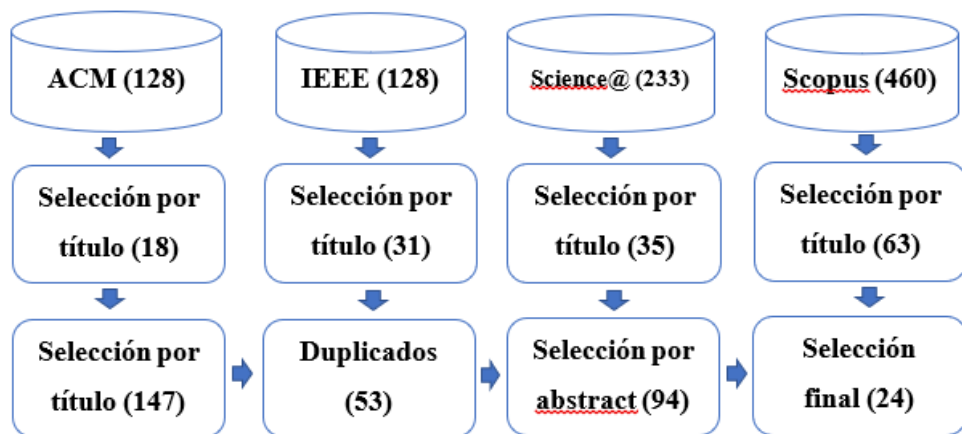 ACM (128)
IEEE (128)
Science@ (233)
Scopus (460)
Selección por
título (18)
Selección por
título (31)
Selección por
título (35)
Selección por
título (63)
Selección por
título (147)
Duplicados
(53)
Selección por
abstract (94)
Selección
final (24)